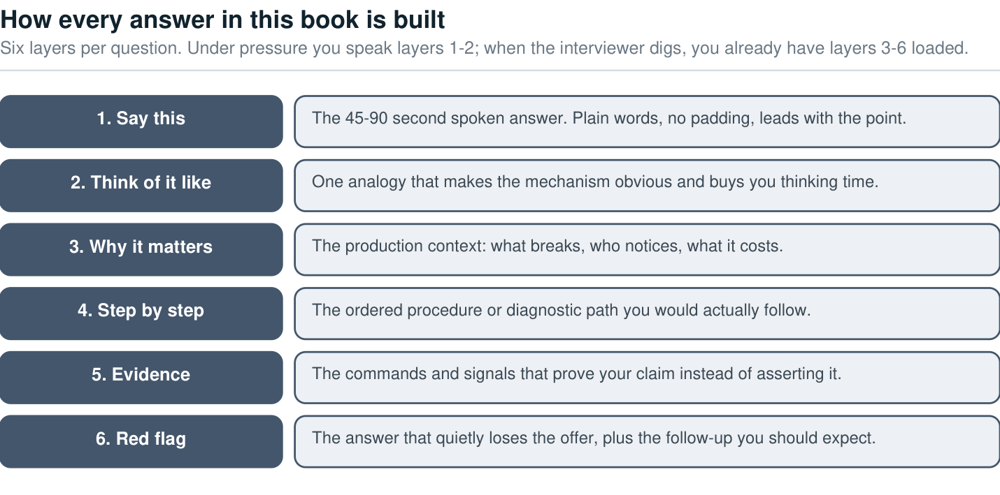 How every answer in this book is built
Six layers per question. Under pressure you speak layers 1-2; when the interviewer digs, you already have layers 3-6 loaded.
1. Say this
The 45-90 second spoken answer. Plain words, no padding, leads with the point.
2. Think of it like
One analogy that makes the mechanism obvious and buys you thinking time.
3. Why it matters
The production context: what breaks, who notices, what it costs.
4. Step by step
The ordered procedure or diagnostic path you would actually follow.
5. Evidence
The commands and signals that prove your claim instead of asserting it.
6. Red flag
The answer that quietly loses the offer, plus the follow-up you should expect.